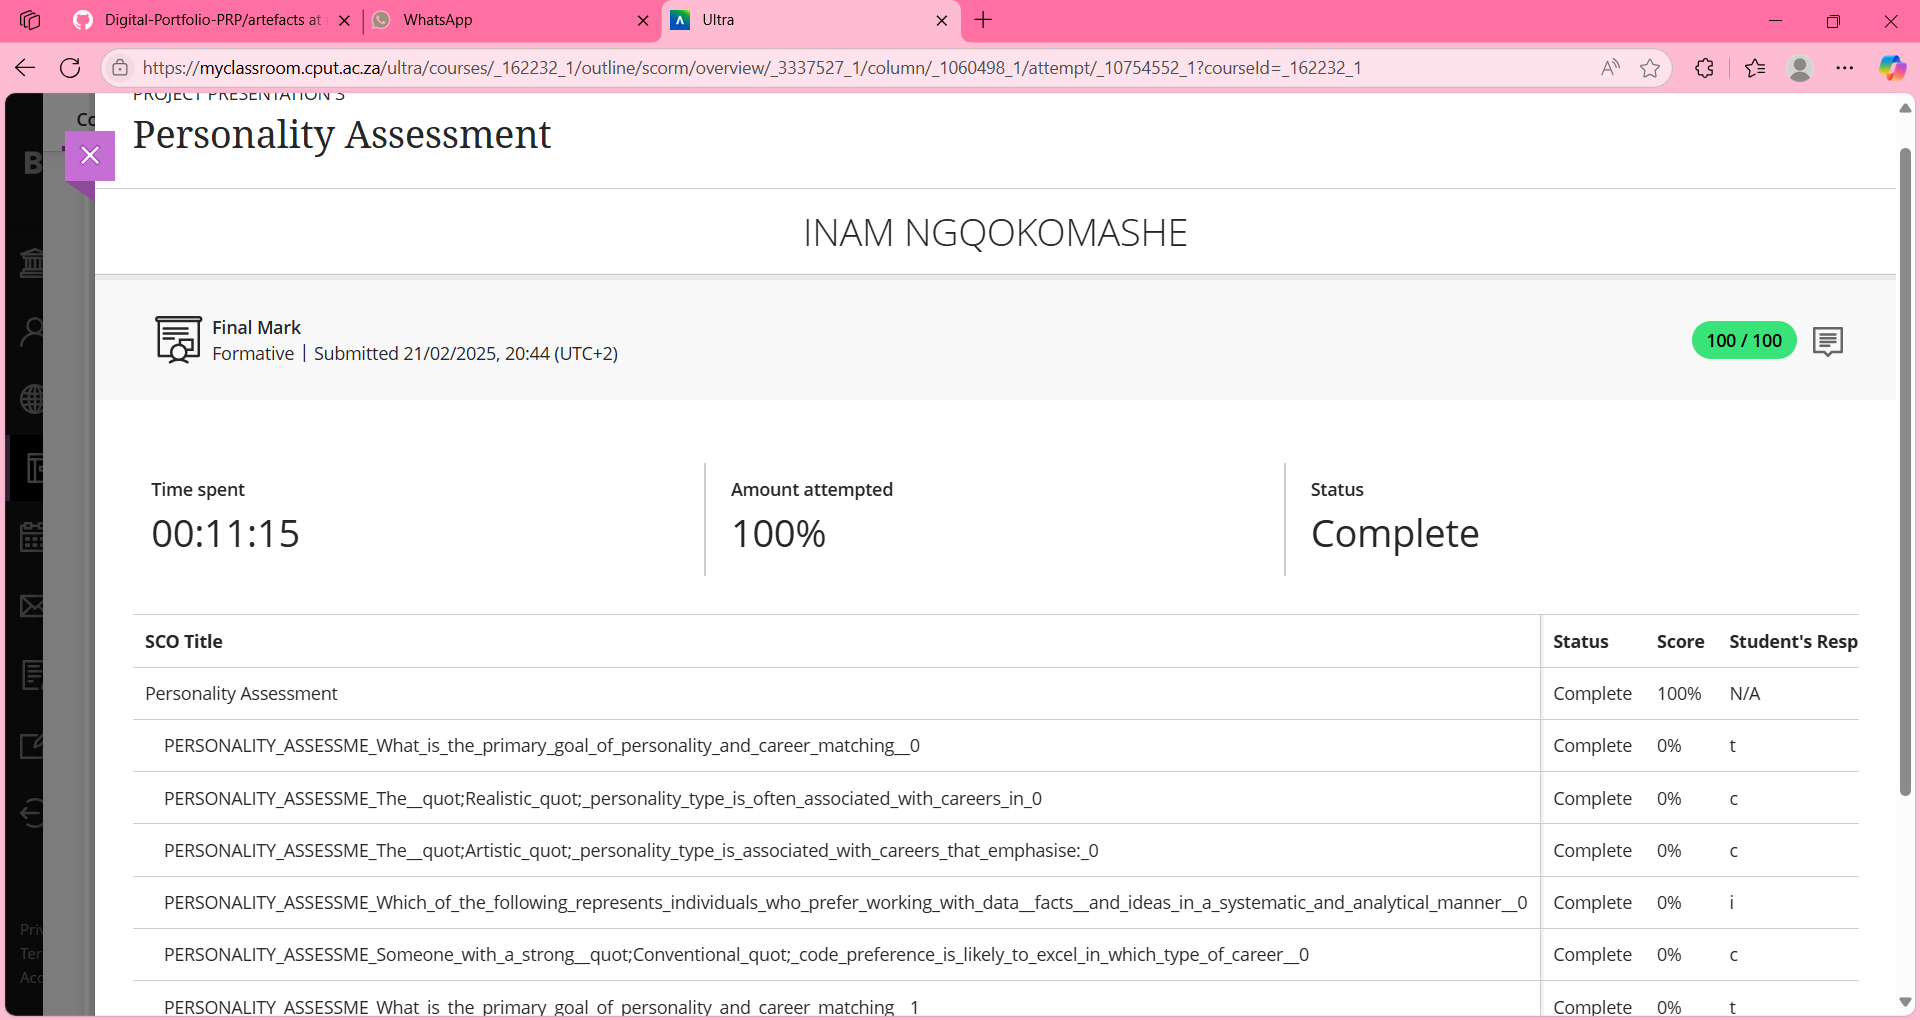 Digital-Portfolio-PRP/artefacts at
WhatsApp
Ultra
https://myclassroom.cput.ac.za/ultra/courses/_162232_1/outline/scorm/overview/_3337527_1/column/_1060498_1/attempt/_10754552_1?courseId=_162232_1
PROJECT PRESENTATION 3
Co
B
Personality Assessment
INAM NGQOKOMASHE
Final Mark
Formative | Submitted 21/02/2025, 20:44 (UTC+2)
100 / 100
Time spent
00:11:15
Amount attempted
100%
Status
Complete
SCO Title Status Score Student's Resp
Personality Assessment Complete 100% N/A
PERSONALITY_ASSESSME_What_is_the_primary_goal_of_personality_and_career_matching__0 Complete 0% t
PERSONALITY_ASSESSME_The__quot;Realistic_quot;_personality_type_is_often_associated_with_careers_in_0 Complete 0% c
PERSONALITY_ASSESSME_The__quot;Artistic_quot;_personality_type_is_associated_with_careers_that_emphasise:_0 Complete 0% c
PERSONALITY_ASSESSME_Which_of_the_following_represents_individuals_who_prefer_working_with_data__facts__and_ideas_in_a_systematic_and_analytical_manner__0 Complete 0% i
PERSONALITY_ASSESSME_Someone_with_a_strong__quot;Conventional_quot;_code_preference_is_likely_to_excel_in_which_type_of_career__0 Complete 0% c
PERSONALITY_ASSESSME_What_is_the_primary_goal_of_personality_and_career_matching__1 Complete 0% t
Priv
Ter
Acc